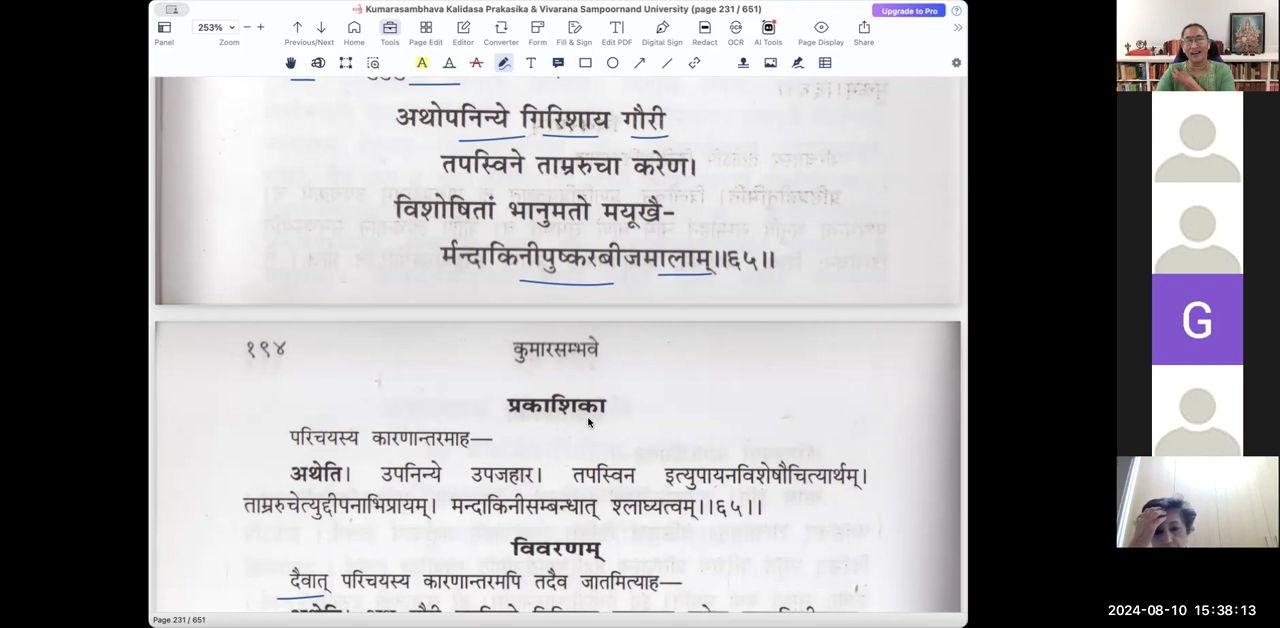 Kumarasambhava Kalidasa Prakasika & Vivarana Sampoornand University (page 231 / 651)
Upgrade to Pro
253%
Panel
Zoom
Previous/Next
Home
Tools
Page Edit
Editor
Converter
Form
Fill & Sign
Edit PDF
Digital Sign
Redact
OCR
AI Tools
Page Display
Share
अथोपनिन्ये गिरिशाय गौरी
तपस्विने ताम्ररुचा करेण।
विशोषितां भानुमतो मयूखै-
र्मन्दाकिनीपुष्करबीजमालाम्॥६५॥
१९४
कुमारसम्भवे
प्रकाशिका
परिचयस्य कारणान्तरमाह—
अथेति। उपनिन्ये उपजहार। तपस्विन इत्युपायनविशेषौचित्यार्थम्।
ताम्ररुचेत्युद्दीपनाभिप्रायम्। मन्दाकिनीसम्बन्धात् श्लाघ्यत्वम्।।६५।।
विवरणम्
दैवात् परिचयस्य कारणान्तरमपि तदैव जातमित्याह—
Page 231 / 651
G
2024-08-10 15:38:13